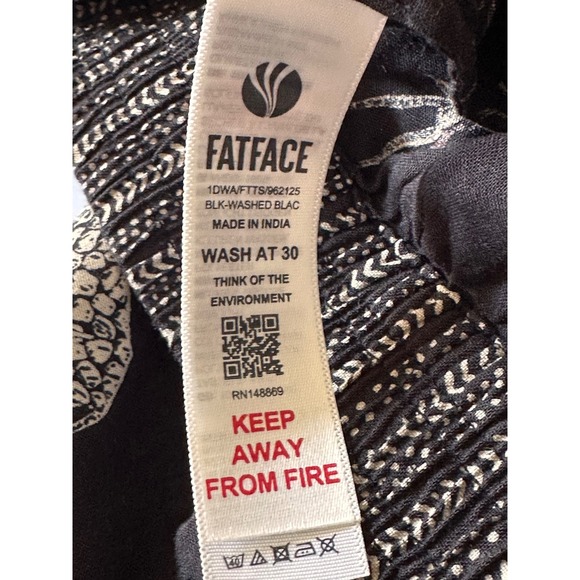 FATFACE
1DWA/FTTS/962125
BLK-WASHED BLAC
MADE IN INDIA
WASH AT 30
THINK OF THE
ENVIRONMENT
RN148869
KEEP
AWAY
FROM FIRE